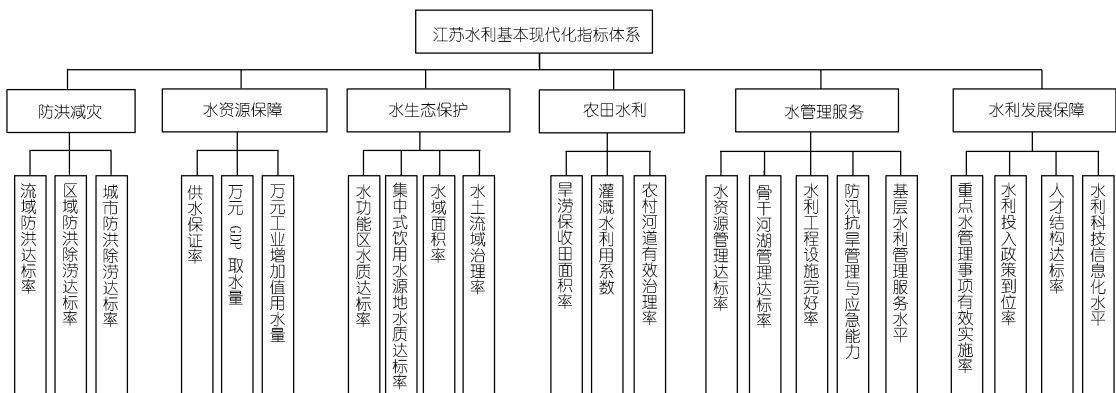 江苏水利基本现代化指标体系
防洪减灾
水资源保障
水生态保护
农田水利
水管理服务
水利发展保障
流域防洪达标率
区域防洪除涝达标率
城市防洪除涝达标率
供水保证率
万元 GDP 取水量
万元工业增加值用水量
水功能区水质达标率
集中式饮用水源地水质达标率
水域面积率
水土流域治理率
旱涝保收田面积率
灌溉水利用系数
农村河道有效治理率
水资源管理达标率
骨干河湖管理达标率
水利工程设施完好率
防汛抗旱管理与应急能力
基层水利管理服务水平
重点水管理事项有效实施率
水利投入政策到位率
人才结构达标率
水利科技信息化水平